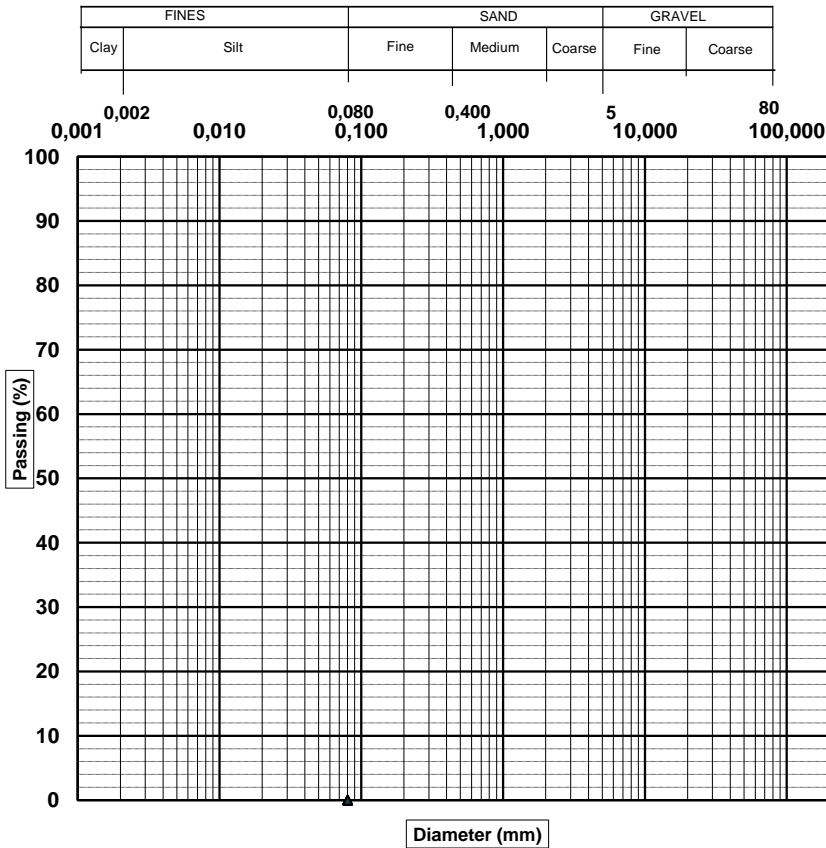 FINES SAND GRAVEL
Clay Silt Fine Medium Coarse Fine Coarse
0,002 0,080 0,400 5 80
0,001 0,010 0,100 1,000 10,000 100,000
100
90
80
70
60
50
40
30
20
10
0
Passing (%)
Diameter (mm)